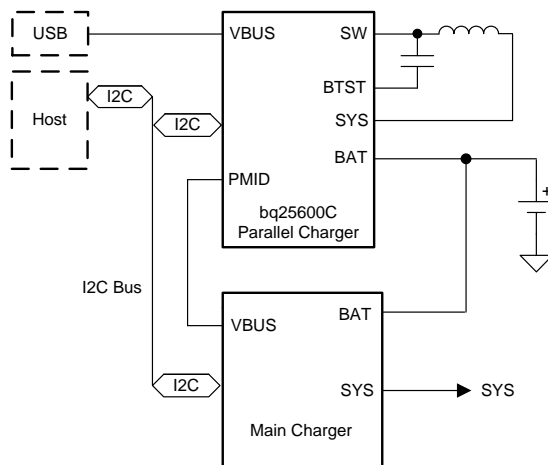 USB
VBUS
SW
I2C
Host
BTST
I2C
SYS
BAT
PMID
+
bq25600C
Parallel Charger
I2C Bus
VBUS
BAT
I2C
SYS
SYS
Main Charger